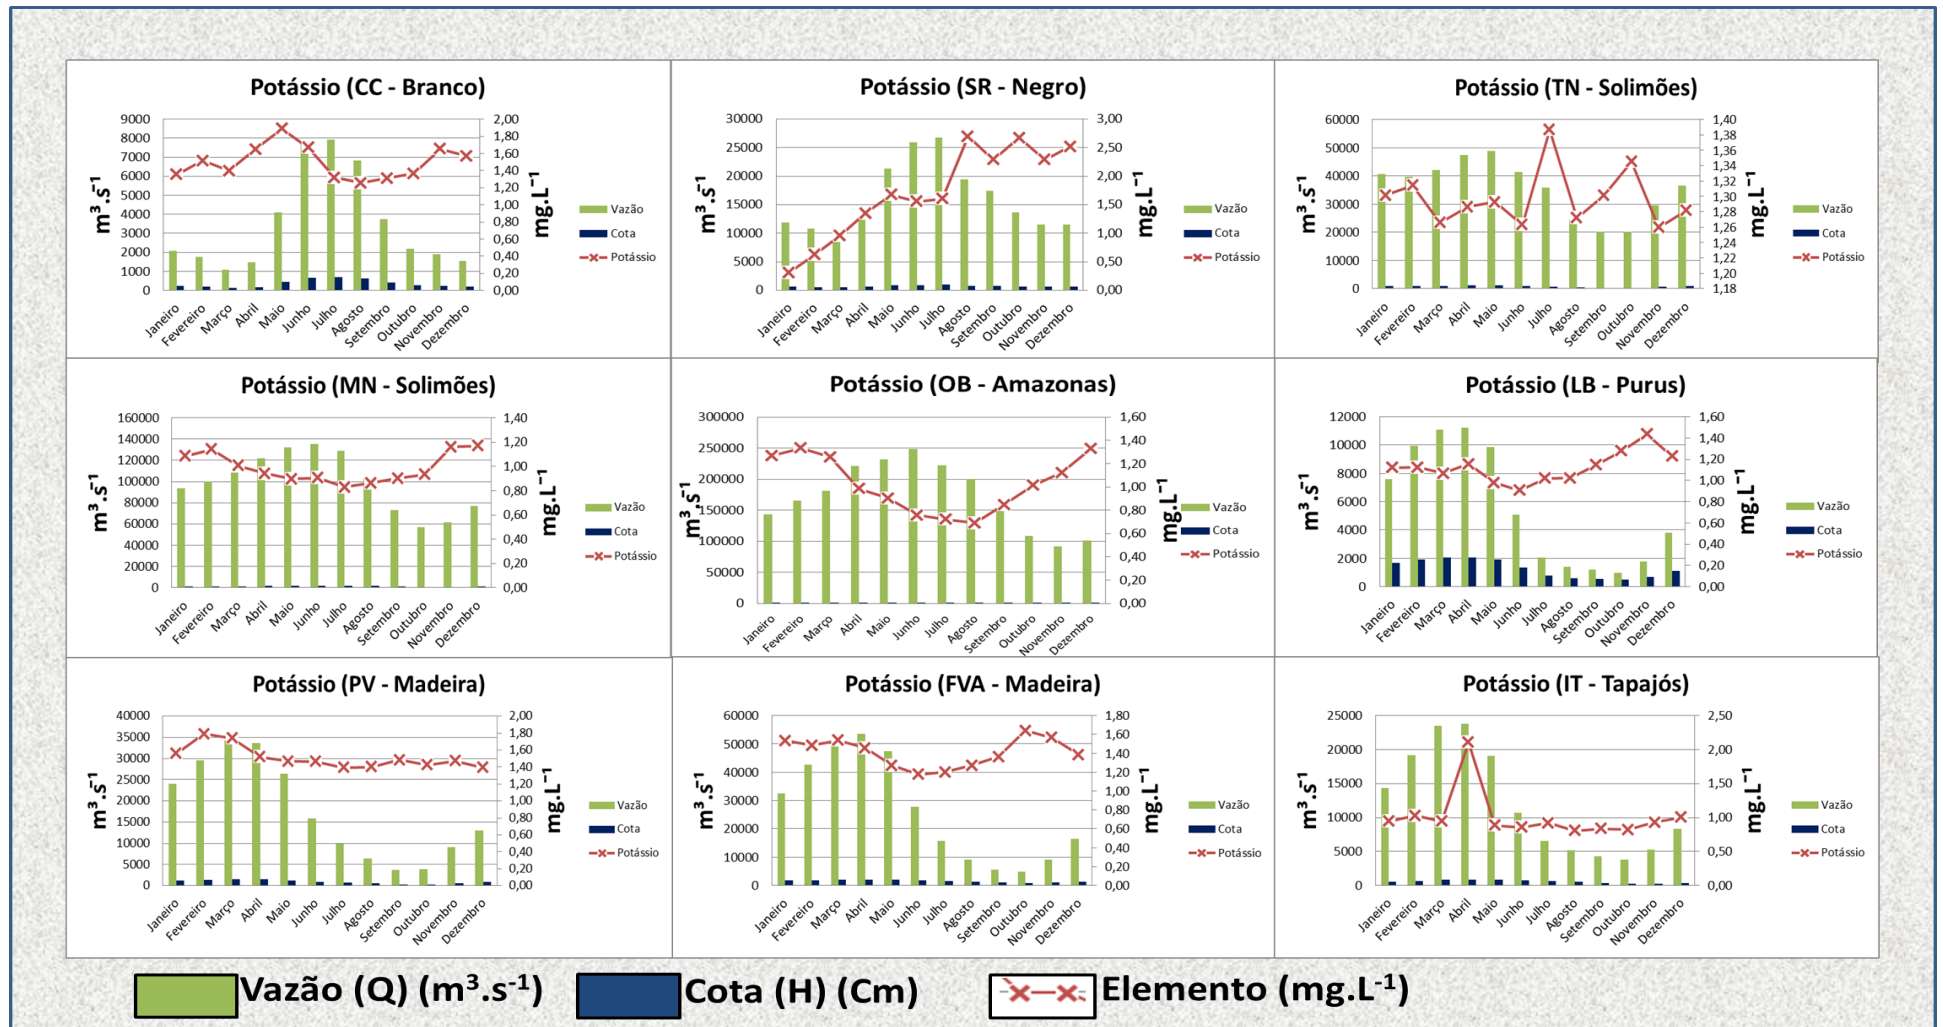 Potássio (CC - Branco)
9000
8000
7000
6000
5000
4000
3000
2000
1000
0
m³.s⁻¹
2,00
1,80
1,60
1,40
1,20
1,00
0,80
0,60
0,40
0,20
0,00
mg.L⁻¹
Janeiro
Fevereiro
Março
Abril
Maio
Junho
Julho
Agosto
Setembro
Outubro
Novembro
Dezembro
Vazão
Cota
Potássio
Potássio (SR - Negro)
30000
25000
20000
15000
10000
5000
0
m³.s⁻¹
3,00
2,50
2,00
1,50
1,00
0,50
0,00
mg.L⁻¹
Janeiro
Fevereiro
Março
Abril
Maio
Junho
Julho
Agosto
Setembro
Outubro
Novembro
Dezembro
Vazão
Cota
Potássio
Potássio (TN - Solimões)
60000
50000
40000
30000
20000
10000
0
m³.s⁻¹
1,40
1,38
1,36
1,34
1,32
1,30
1,28
1,26
1,24
1,22
1,20
1,18
mg.L⁻¹
Janeiro
Fevereiro
Março
Abril
Maio
Junho
Julho
Agosto
Setembro
Outubro
Novembro
Dezembro
Vazão
Cota
Potássio
Potássio (MN - Solimões)
160000
140000
120000
100000
80000
60000
40000
20000
0
m³.s⁻¹
1,40
1,20
1,00
0,80
0,60
0,40
0,20
0,00
mg.L⁻¹
Janeiro
Fevereiro
Março
Abril
Maio
Junho
Julho
Agosto
Setembro
Outubro
Novembro
Dezembro
Vazão
Cota
Potássio
Potássio (OB - Amazonas)
300000
250000
200000
150000
100000
50000
0
m³.s⁻¹
1,60
1,40
1,20
1,00
0,80
0,60
0,40
0,20
0,00
mg.L⁻¹
Janeiro
Fevereiro
Março
Abril
Maio
Junho
Julho
Agosto
Setembro
Outubro
Novembro
Dezembro
Vazão
Cota
Potássio
Potássio (LB - Purus)
12000
10000
8000
6000
4000
2000
0
m³.s⁻¹
1,60
1,40
1,20
1,00
0,80
0,60
0,40
0,20
0,00
mg.L⁻¹
Janeiro
Fevereiro
Março
Abril
Maio
Junho
Julho
Agosto
Setembro
Outubro
Novembro
Dezembro
Vazão
Cota
Potássio
Potássio (PV - Madeira)
40000
35000
30000
25000
20000
15000
10000
5000
0
m³.s⁻¹
2,00
1,80
1,60
1,40
1,20
1,00
0,80
0,60
0,40
0,20
0,00
mg.L⁻¹
Janeiro
Fevereiro
Março
Abril
Maio
Junho
Julho
Agosto
Setembro
Outubro
Novembro
Dezembro
Vazão
Cota
Potássio
Potássio (FVA - Madeira)
60000
50000
40000
30000
20000
10000
0
m³.s⁻¹
1,80
1,60
1,40
1,20
1,00
0,80
0,60
0,40
0,20
0,00
mg.L⁻¹
Janeiro
Fevereiro
Março
Abril
Maio
Junho
Julho
Agosto
Setembro
Outubro
Novembro
Dezembro
Vazão
Cota
Potássio
Potássio (IT - Tapajós)
25000
20000
15000
10000
5000
0
m³.s⁻¹
2,50
2,00
1,50
1,00
0,50
0,00
mg.L⁻¹
Janeiro
Fevereiro
Março
Abril
Maio
Junho
Julho
Agosto
Setembro
Outubro
Novembro
Dezembro
Vazão
Cota
Potássio
Vazão (Q) (m³.s⁻¹) Cota (H) (Cm) Elemento (mg.L⁻¹)